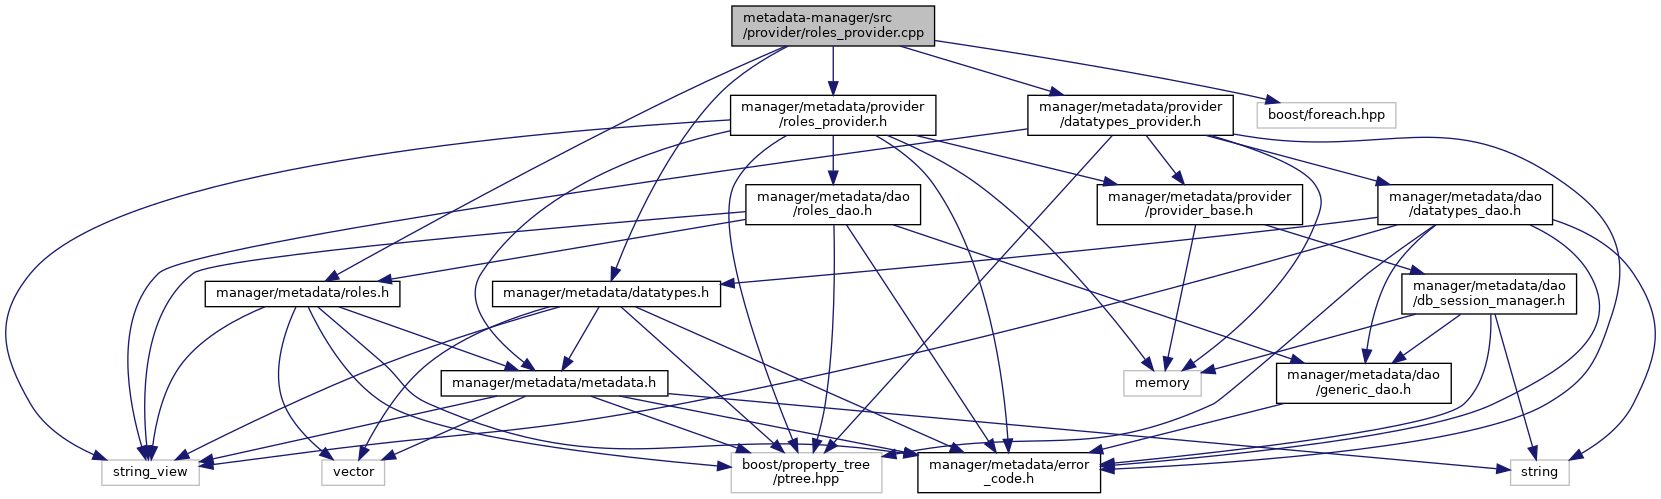 metadata-manager/src
/provider/roles_provider.cpp
manager/metadata/provider
/roles_provider.h
manager/metadata/provider
/datatypes_provider.h
boost/foreach.hpp
manager/metadata/dao
/roles_dao.h
manager/metadata/provider
/provider_base.h
manager/metadata/dao
/datatypes_dao.h
manager/metadata/roles.h
manager/metadata/datatypes.h
manager/metadata/dao
/db_session_manager.h
manager/metadata/metadata.h
memory
manager/metadata/dao
/generic_dao.h
string_view
vector
boost/property_tree
/ptree.hpp
manager/metadata/error
_code.h
string